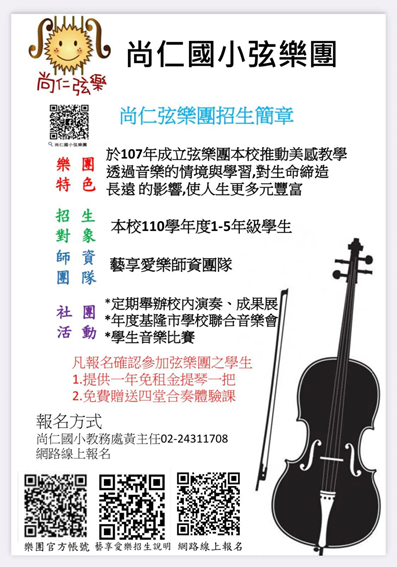 尚仁弦樂
尚仁國小弦樂團
尚仁國小弦樂團
尚仁弦樂團招生簡章
樂團特色
於107年成立弦樂團本校推動美感教學
透過音樂的情境與學習,對生命締造
長遠 的影響,使人生更多元豐富
招生對象
本校110學年度1-5年級學生
師資團隊
藝享愛樂師資團隊
社團活動
*定期舉辦校內演奏、成果展
*年度基隆市學校聯合音樂會
*學生音樂比賽
凡報名確認參加弦樂團之學生
1.提供一年免租金提琴一把
2.免費贈送四堂合奏體驗課
報名方式
尚仁國小教務處黃主任02-24311708
網路線上報名
樂團官方帳號 藝享愛樂招生說明 網路線上報名